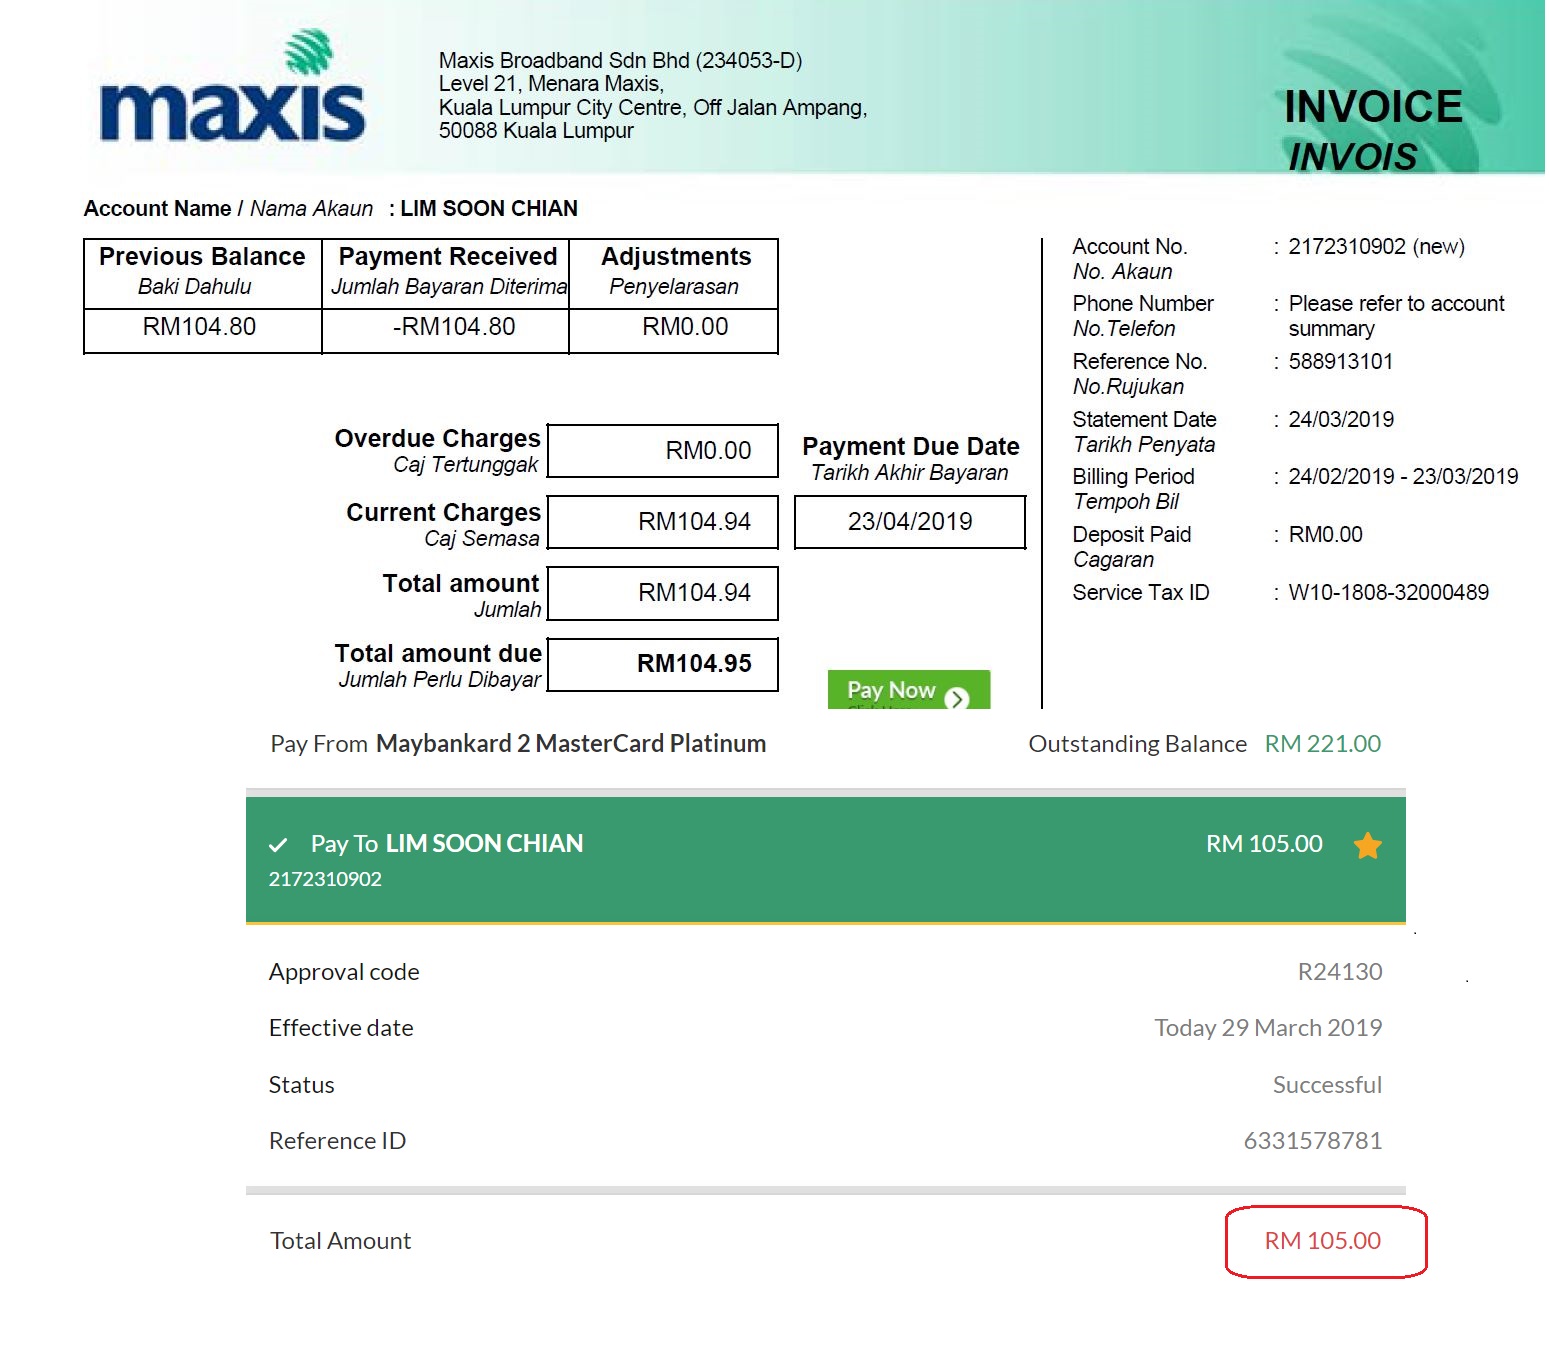 maxis
Maxis Broadband Sdn Bhd (234053-D)
Level 21, Menara Maxis,
Kuala Lumpur City Centre, Off Jalan Ampang,
50088 Kuala Lumpur
INVOICE
INVOIS
Account Name / Nama Akaun : LIM SOON CHIAN
Previous Balance Payment Received Adjustments
Baki Dahulu Jumlah Bayaran Diterima Penyelarasan
RM104.80 -RM104.80 RM0.00
Overdue Charges RM0.00
Caj Tertunggak
Current Charges RM104.94
Caj Semasa
Total amount RM104.94
Jumlah
Total amount due RM104.95
Jumlah Perlu Dibayar
Payment Due Date
Tarikh Akhir Bayaran
23/04/2019
Pay Now
Account No. : 2172310902 (new)
No. Akaun
Phone Number : Please refer to account
No.Telefon summary
Reference No. : 588913101
No.Rujukan
Statement Date : 24/03/2019
Tarikh Penyata
Billing Period : 24/02/2019 - 23/03/2019
Tempoh Bil
Deposit Paid : RM0.00
Cagaran
Service Tax ID : W10-1808-32000489
Pay From Maybankard 2 MasterCard Platinum Outstanding Balance RM 221.00
Pay To LIM SOON CHIAN RM 105.00
2172310902
Approval code R24130
Effective date Today 29 March 2019
Status Successful
Reference ID 6331578781
Total Amount RM 105.00